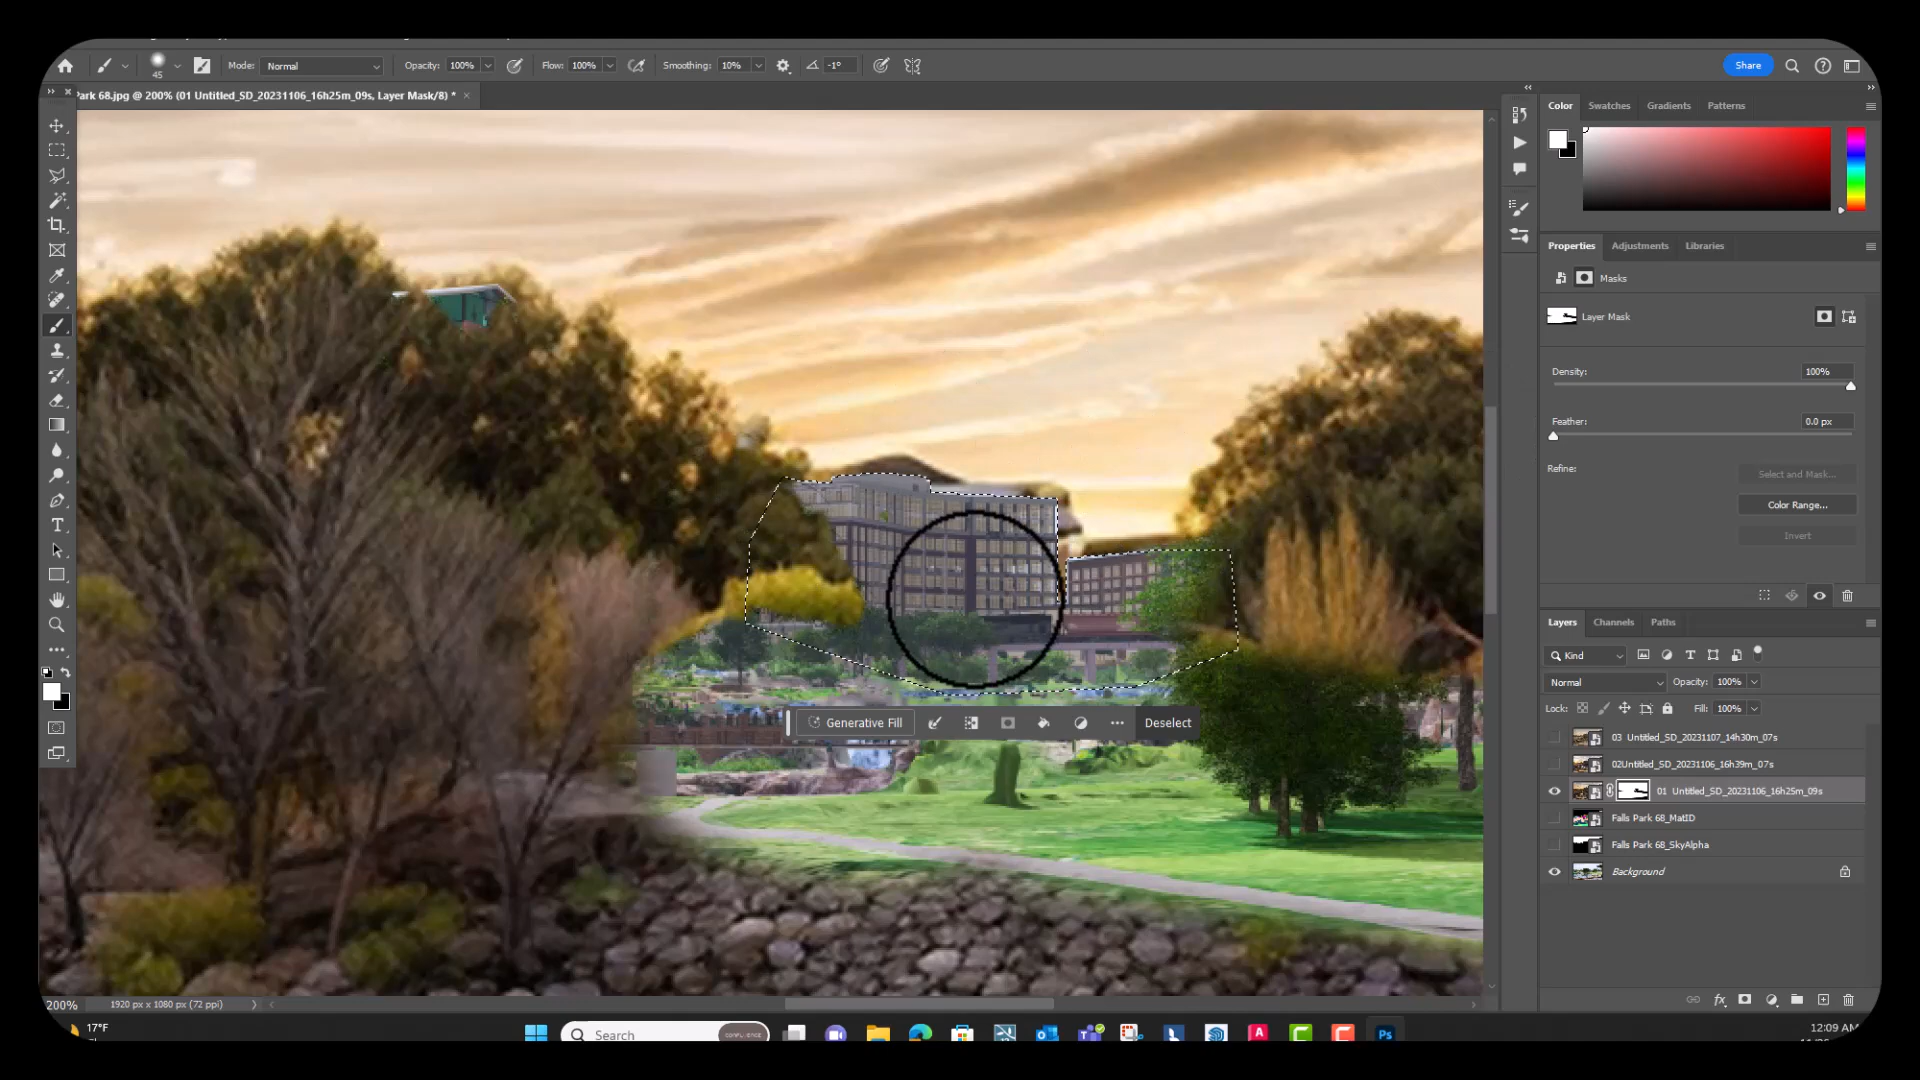 45
Mode:
Normal
Opacity:
100%
Flow:
100%
Smoothing:
10%
-1°
Share
Park 68.jpg @ 200% (01 Untitled_SD_20231106_16h25m_09s, Layer Mask/8) *
Color
Swatches
Gradients
Patterns
Properties
Adjustments
Libraries
Masks
Layer Mask
Density:
100%
Feather:
0.0 px
Refine:
Select and Mask...
Color Range...
Invert
Layers
Channels
Paths
Kind
Normal
Opacity:
100%
Lock:
Fill:
100%
03 Untitled_SD_20231107_14h30m_07s
02Untitled_SD_20231106_16h39m_07s
01 Untitled_SD_20231106_16h25m_09s
Falls Park 68_MatID
Falls Park 68_SkyAlpha
Background
Generative Fill
Deselect
200%
1920 px x 1080 px (72 ppi)
17°F
Search
12:09 AM